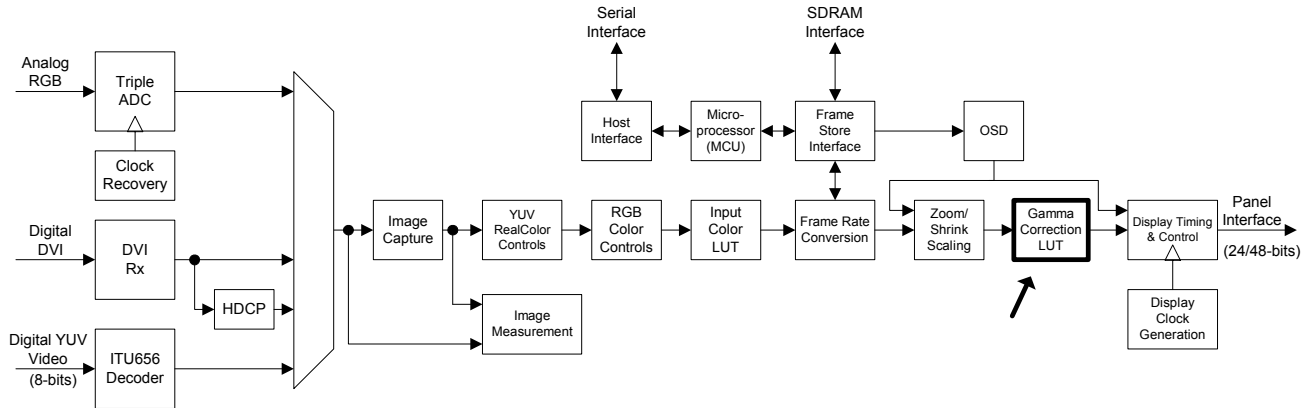 Serial
Interface
SDRAM
Interface
Analog
RGB
Triple
ADC
Clock
Recovery
Host
Interface
Micro-
processor
(MCU)
Frame
Store
Interface
OSD
Digital
DVI
DVI
Rx
HDCP
Image
Capture
YUV
RealColor
Controls
RGB
Color
Controls
Input
Color
LUT
Frame Rate
Conversion
Zoom/
Shrink
Scaling
Gamma
Correction
LUT
Display Timing
& Control
Panel
Interface
(24/48-bits)
Image
Measurement
Display
Clock
Generation
Digital YUV
Video
(8-bits)
ITU656
Decoder